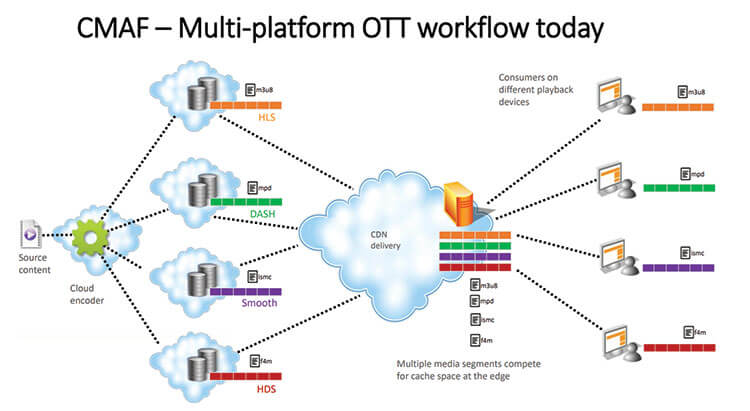 CMAF – Multi-platform OTT workflow today
Source
content
Cloud
encoder
m3u8
HLS
mpd
DASH
ismc
Smooth
f4m
HDS
CDN
delivery
m3u8
mpd
ismc
f4m
Multiple media segments compete
for cache space at the edge
Consumers on
different playback
devices
m3u8
mpd
ismc
f4m